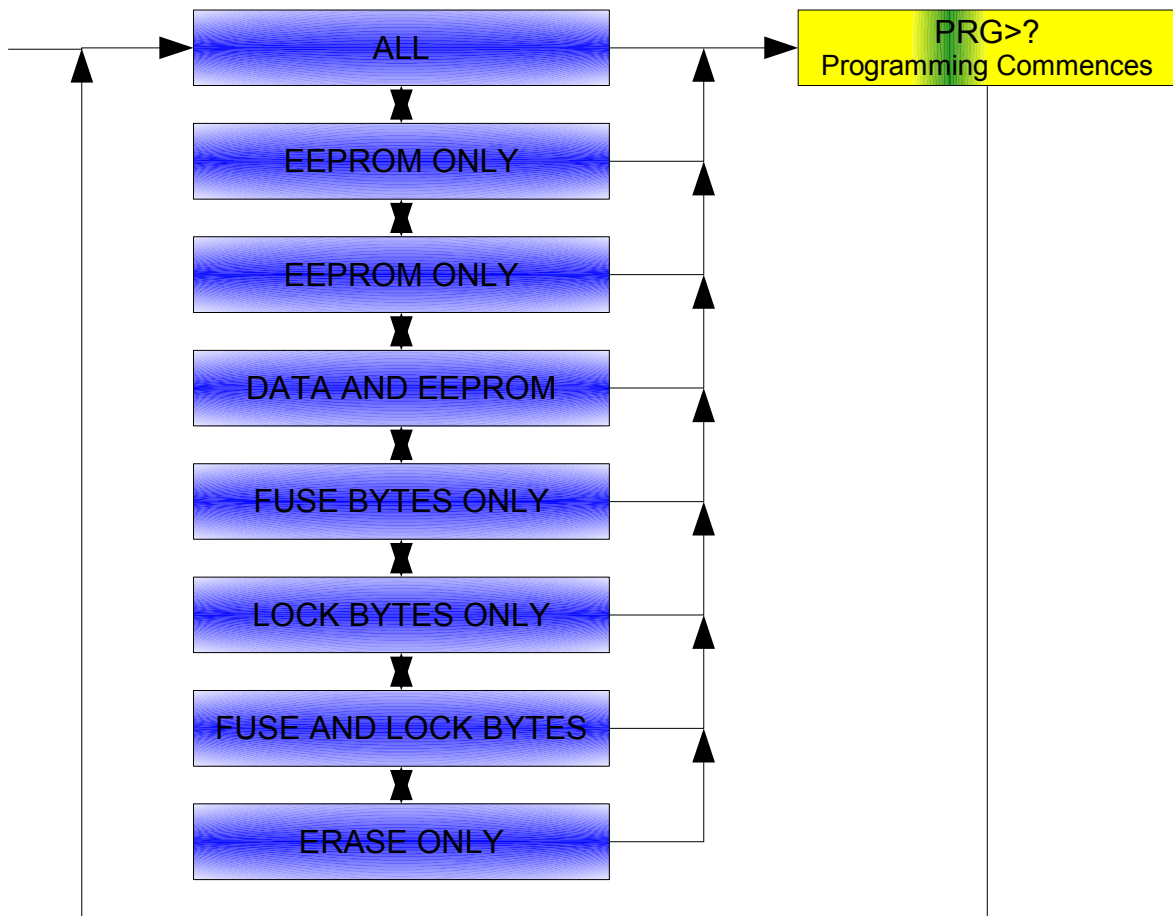 ALL
PRG>?
Programming Commences
EEPROM ONLY
EEPROM ONLY
DATA AND EEPROM
FUSE BYTES ONLY
LOCK BYTES ONLY
FUSE AND LOCK BYTES
ERASE ONLY